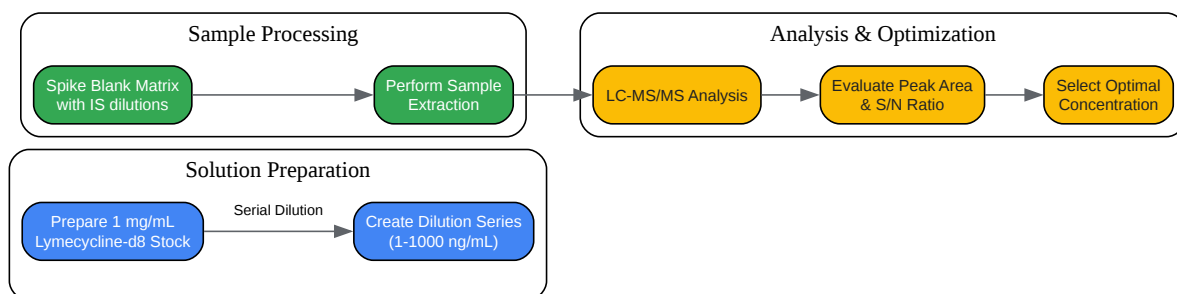 Sample Processing
Spike Blank Matrix
with IS dilutions
Perform Sample
Extraction
Analysis & Optimization
LC-MS/MS Analysis
Evaluate Peak Area
& S/N Ratio
Select Optimal
Concentration
Solution Preparation
Prepare 1 mg/mL
Lymecycline-d8 Stock
Serial Dilution
Create Dilution Series
(1-1000 ng/mL)